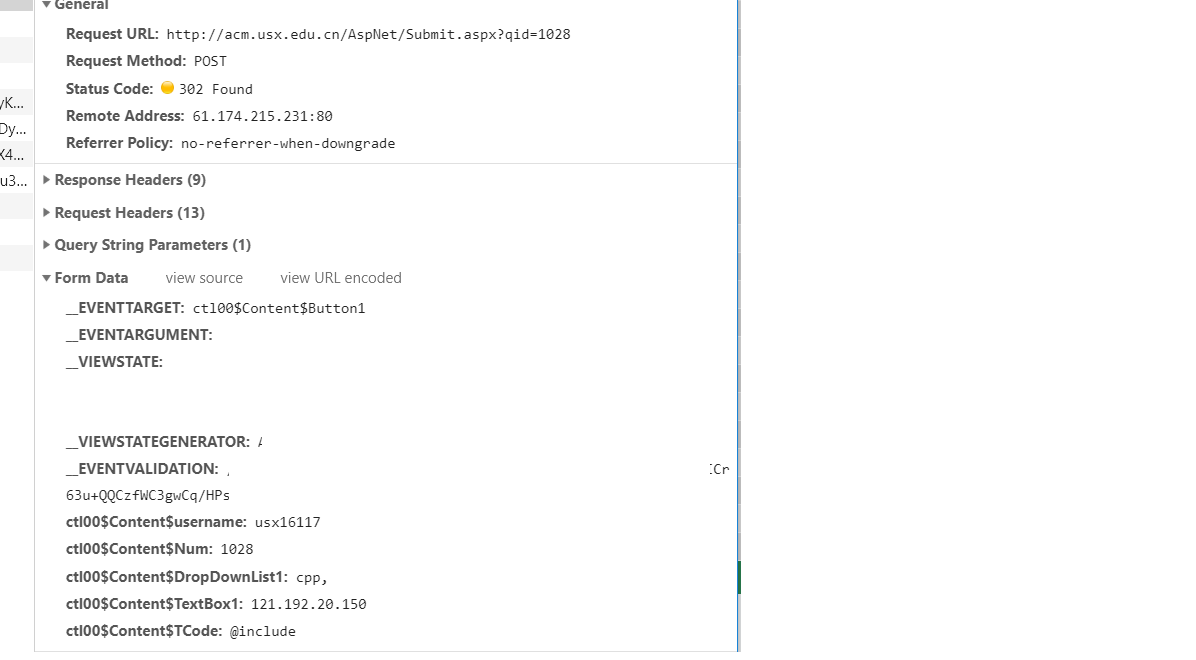 General
Request URL: http://acm.usx.edu.cn/AspNet/Submit.aspx?qid=1028
Request Method: POST
Status Code: 302 Found
yK...
Remote Address: 61.174.215.231:80
Dy...
Referrer Policy: no-referrer-when-downgrade
X4...
Response Headers (9)
u3...
Request Headers (13)
Query String Parameters (1)
Form Data view source view URL encoded
__EVENTTARGET: ctl00$Content$Button1
__EVENTARGUMENT:
__VIEWSTATE:
__VIEWSTATEGENERATOR:
__EVENTVALIDATION: Cr
63u+QQCzfWC3gwCq/HPs
ctl00$Content$username: usx16117
ctl00$Content$Num: 1028
ctl00$Content$DropDownList1: cpp,
ctl00$Content$TextBox1: 121.192.20.150
ctl00$Content$TCode: @include